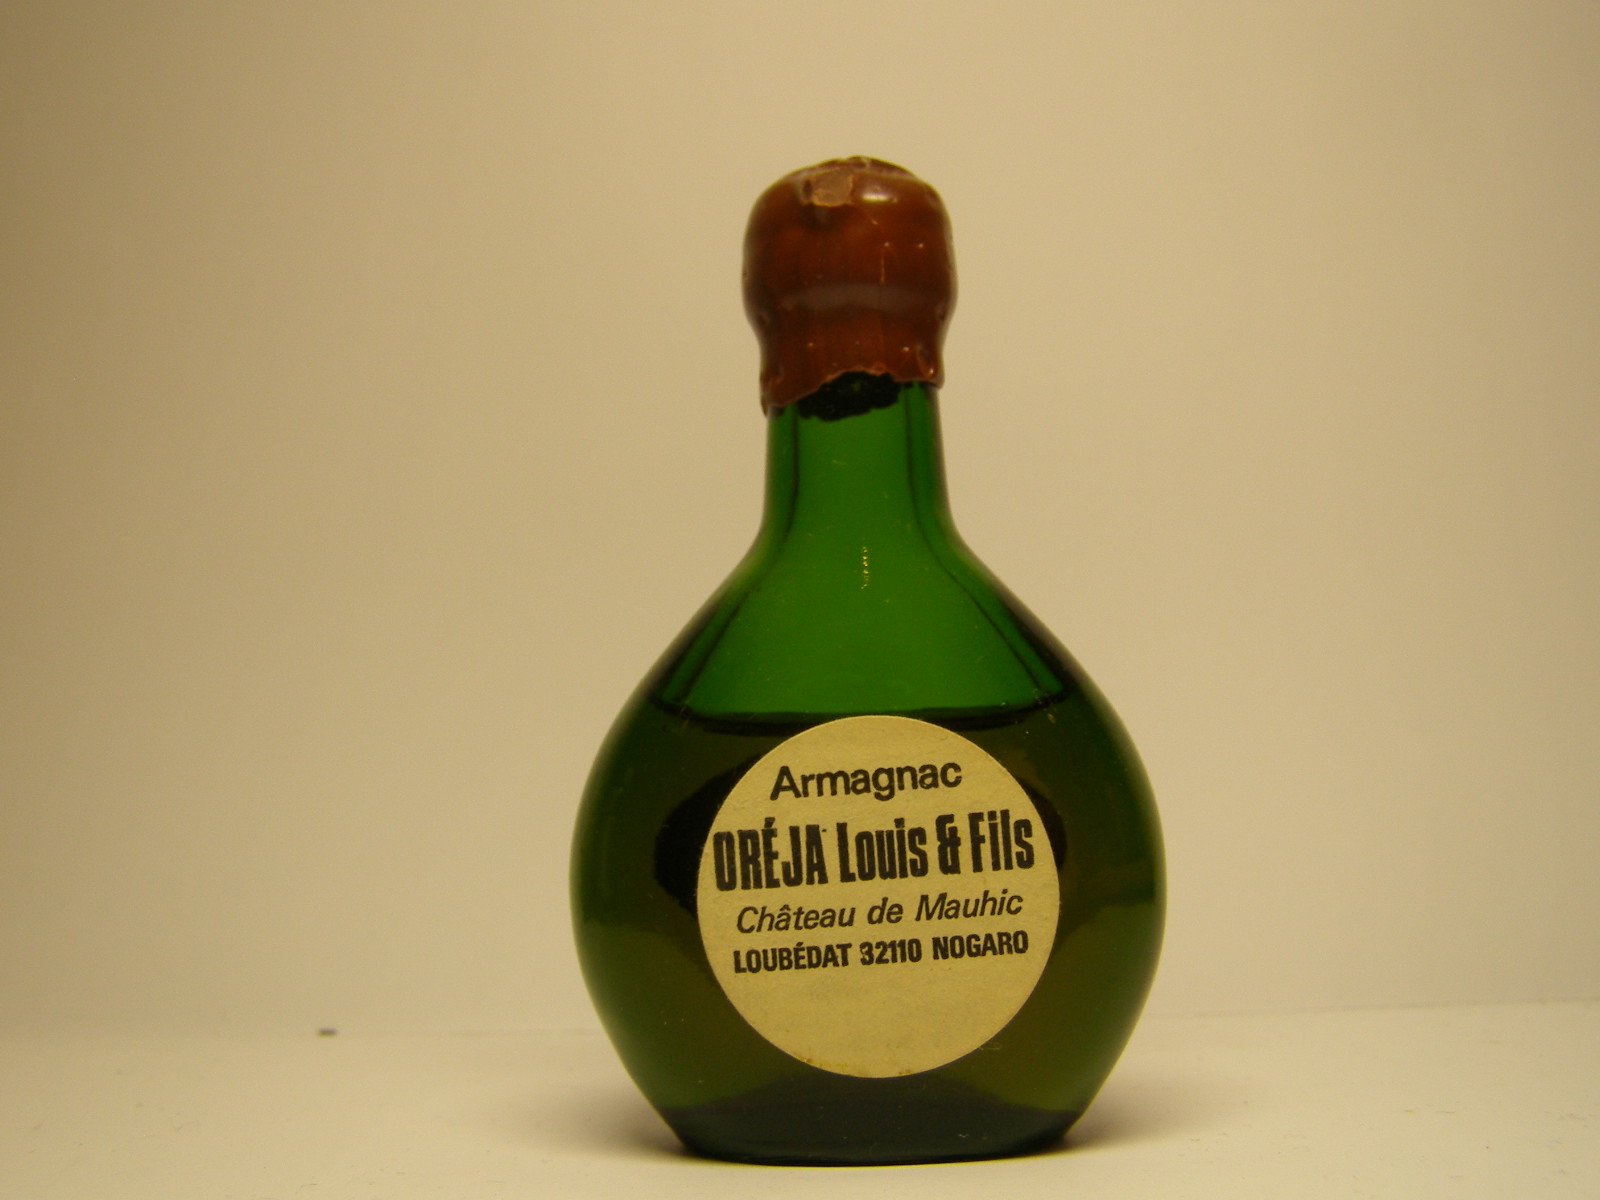 Armagnac
ORÉJA Louis & Fils
Château de Mauhic
LOUBÉDAT 32110 NOGARO